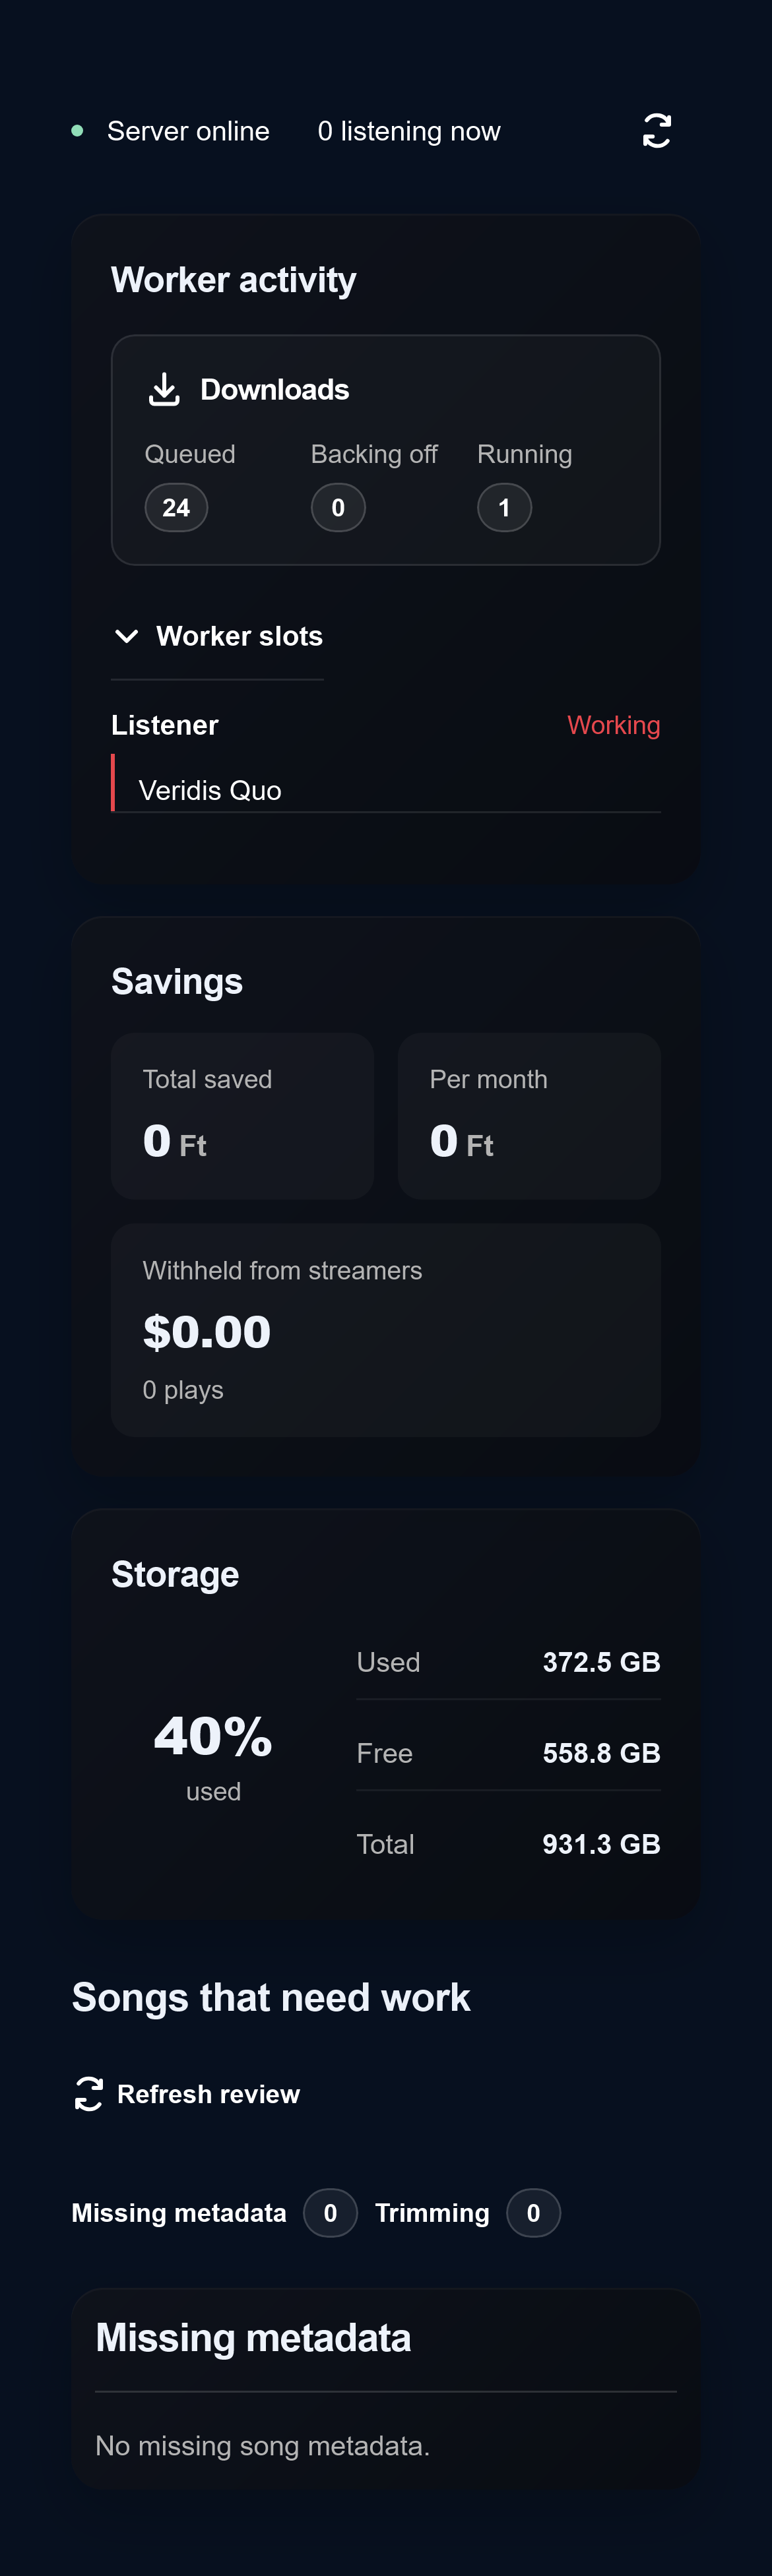 Server online 0 listening now
Worker activity
Downloads
Queued Backing off Running
24 0 1
Worker slots
Listener Working
Veridis Quo
Savings
Total saved Per month
0 Ft 0 Ft
Withheld from streamers
$0.00
0 plays
Storage
Used 372.5 GB
40%
used
Free 558.8 GB
Total 931.3 GB
Songs that need work
Refresh review
Missing metadata 0 Trimming 0
Missing metadata
No missing song metadata.